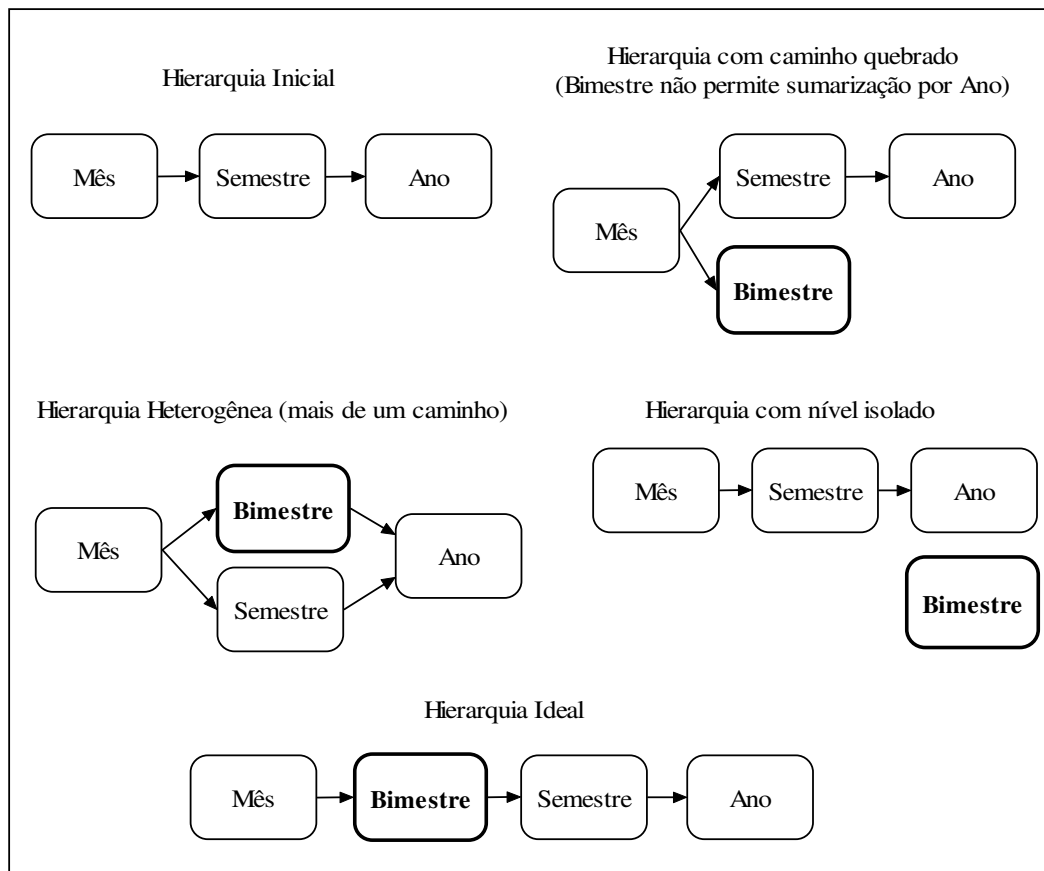 Hierarquia Inicial
Mês
Semestre
Ano
Hierarquia com caminho quebrado
(Bimestre não permite sumarização por Ano)
Mês
Semestre
Ano
Bimestre
Hierarquia Heterogênea (mais de um caminho)
Mês
Bimestre
Semestre
Ano
Hierarquia com nível isolado
Mês
Semestre
Ano
Bimestre
Hierarquia Ideal
Mês
Bimestre
Semestre
Ano